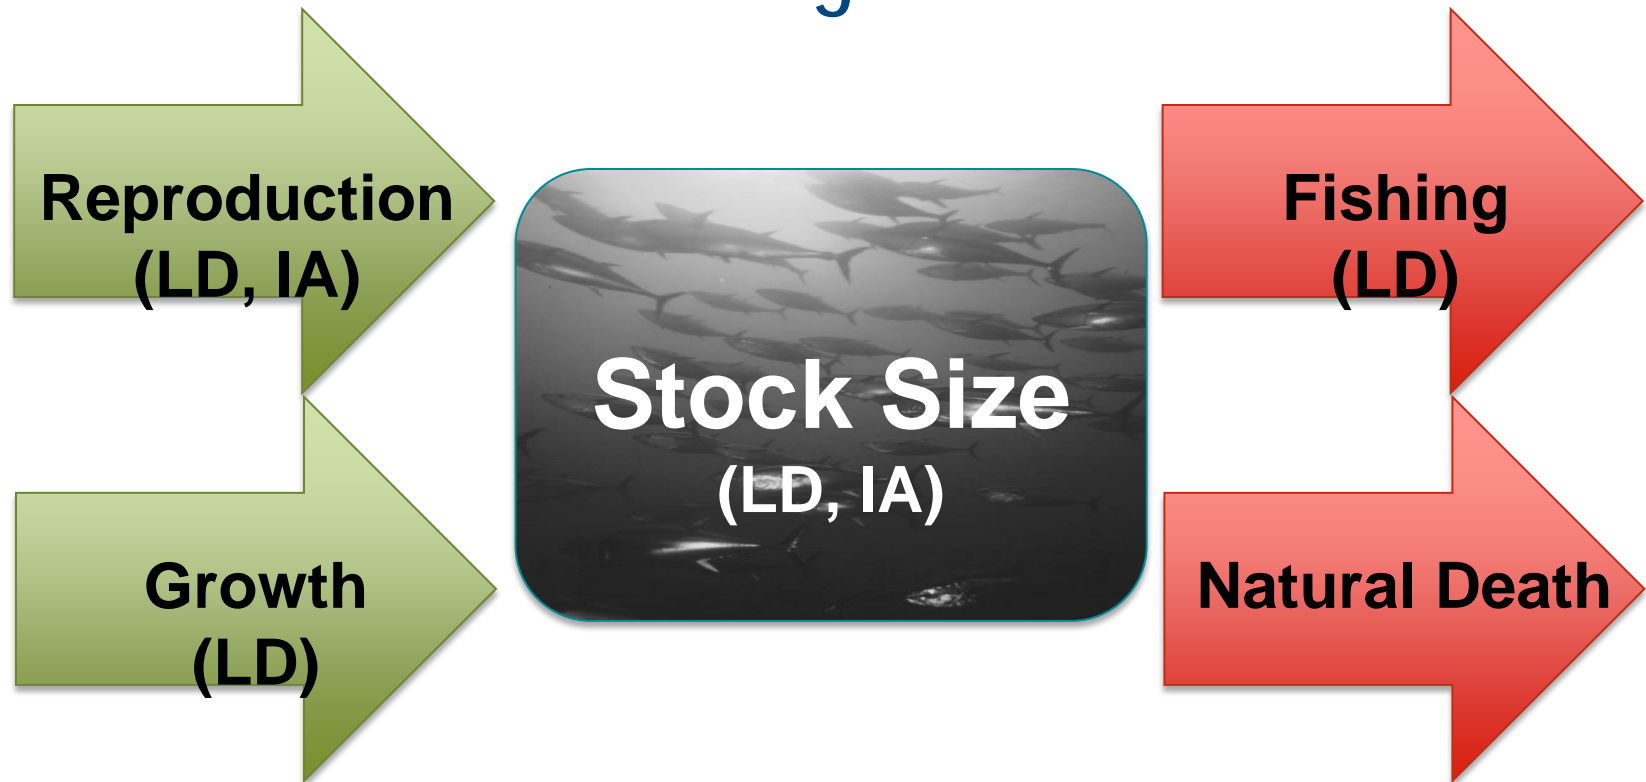 Reproduction
(LD, IA)
Growth
(LD)
Stock Size
(LD, IA)
Fishing
(LD)
Natural Death